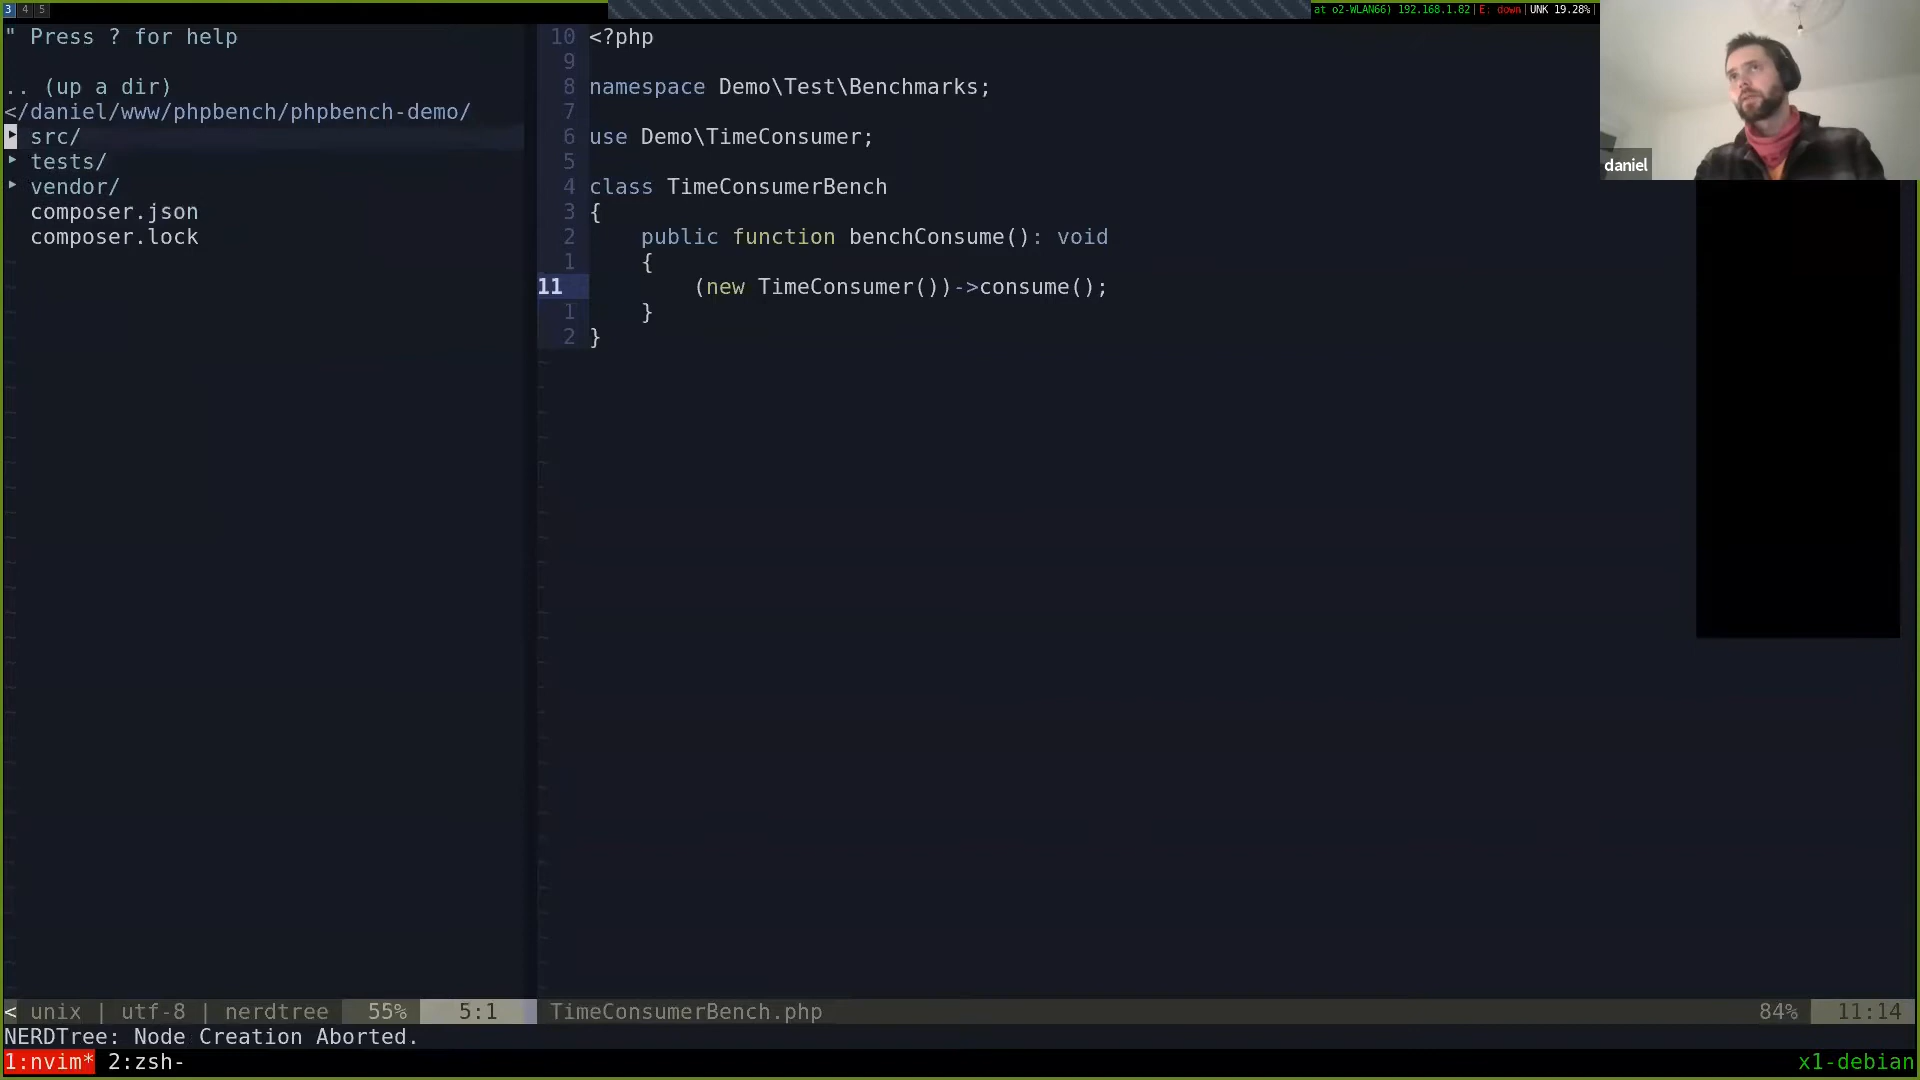 3 4 5
at o2-WLAN66) 192.168.1.82 | E: down | UNK 19.28% |
" Press ? for help
.. (up a dir)
</daniel/www/phpbench/phpbench-demo/
▸ src/
▸ tests/
▸ vendor/
composer.json
composer.lock
10 <?php
9
8 namespace Demo\Test\Benchmarks;
7
6 use Demo\TimeConsumer;
5
4 class TimeConsumerBench
3 {
2     public function benchConsume(): void
1     {
11         (new TimeConsumer())->consume();
1     }
2 }
daniel
< unix | utf-8 | nerdtree 55% 5:1 TimeConsumerBench.php 84% 11:14
NERDTree: Node Creation Aborted.
1:nvim* 2:zsh- x1-debian